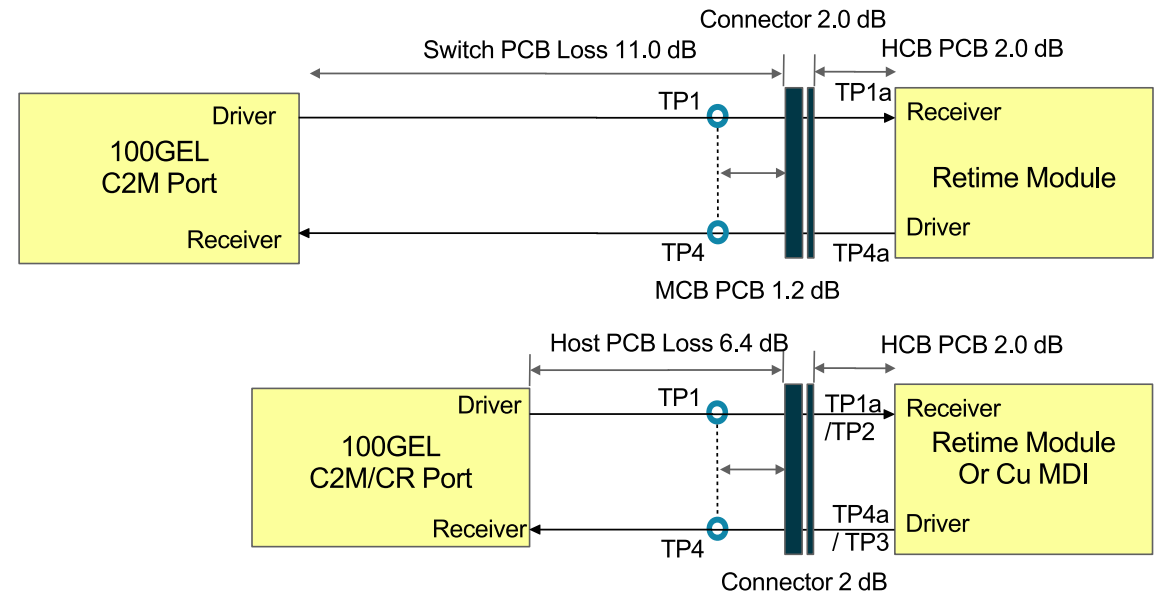 Connector 2.0 dB
Switch PCB Loss 11.0 dB
HCB PCB 2.0 dB
TP1
TP1a
Driver
Receiver
100GEL
C2M Port
Retime Module
Receiver
Driver
TP4
TP4a
MCB PCB 1.2 dB
Host PCB Loss 6.4 dB
HCB PCB 2.0 dB
Driver
TP1
TP1a
/TP2
Receiver
100GEL
C2M/CR Port
Retime Module
Or Cu MDI
Receiver
TP4
TP4a
/ TP3
Driver
Connector 2 dB